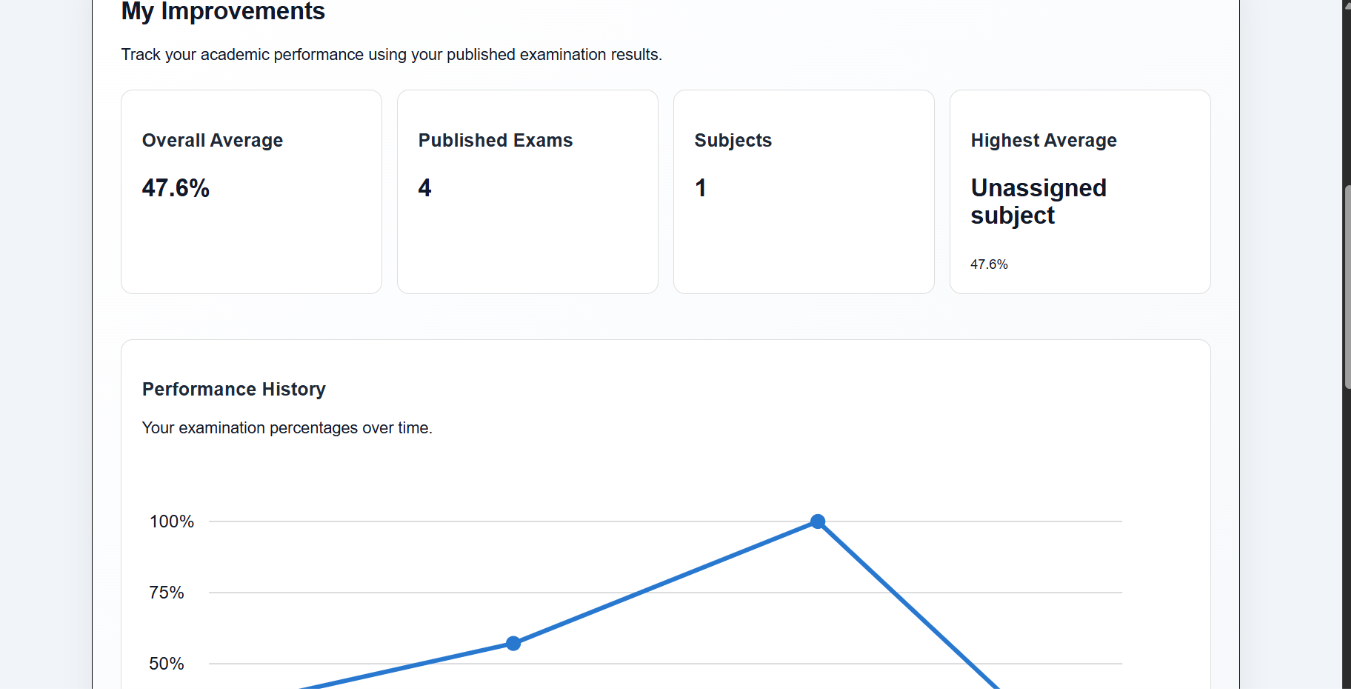 My Improvements
Track your academic performance using your published examination results.
Overall Average
47.6%
Published Exams
4
Subjects
1
Highest Average
Unassigned
subject
47.6%
Performance History
Your examination percentages over time.
100%
75%
50%